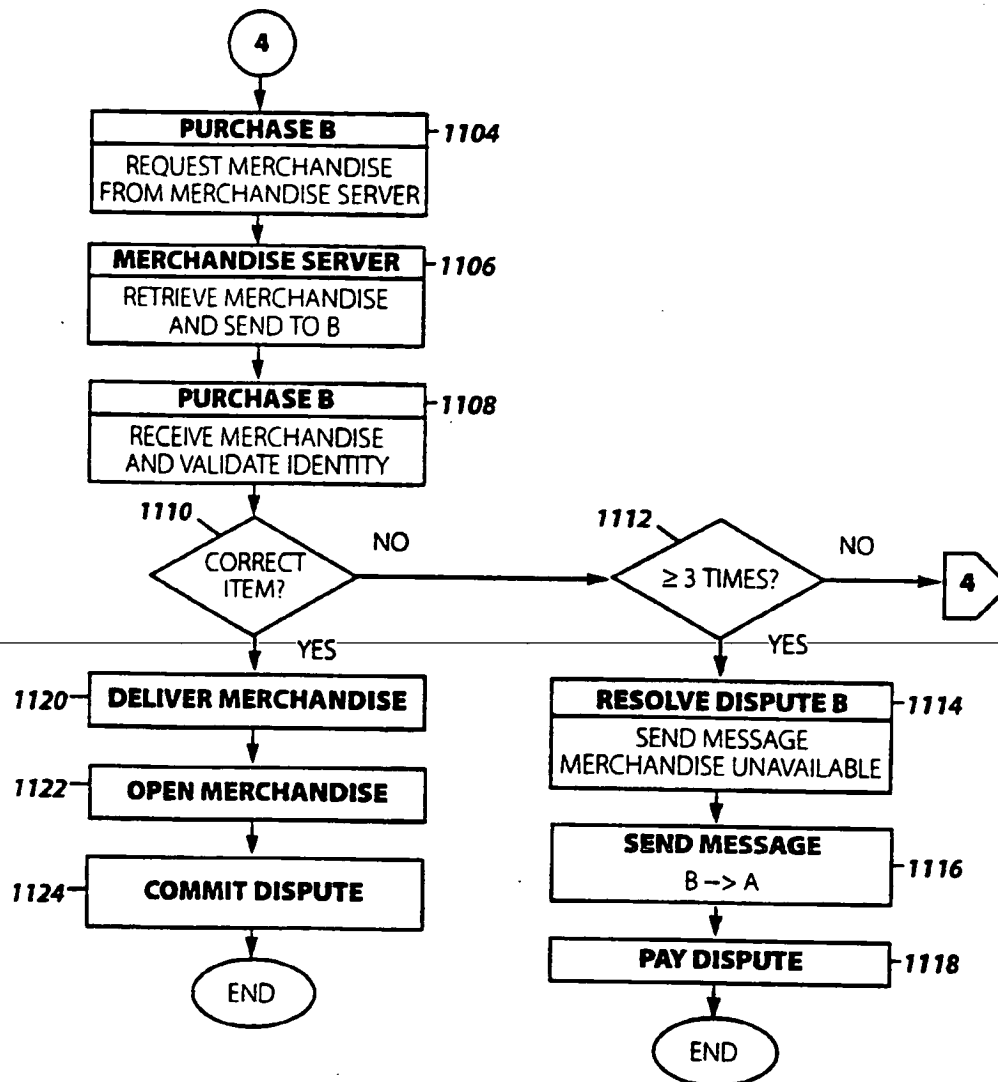 4
PURCHASE B
1104
REQUEST MERCHANDISE
FROM MERCHANDISE SERVER
MERCHANDISE SERVER
1106
RETRIEVE MERCHANDISE
AND SEND TO B
PURCHASE B
1108
RECEIVE MERCHANDISE
AND VALIDATE IDENTITY
1110
CORRECT
ITEM?
NO
1112
≥ 3 TIMES?
NO
4
YES
YES
1120
DELIVER MERCHANDISE
1122
OPEN MERCHANDISE
1124
COMMIT DISPUTE
END
RESOLVE DISPUTE B
1114
SEND MESSAGE
MERCHANDISE UNAVAILABLE
SEND MESSAGE
B –> A
1116
PAY DISPUTE
1118
END